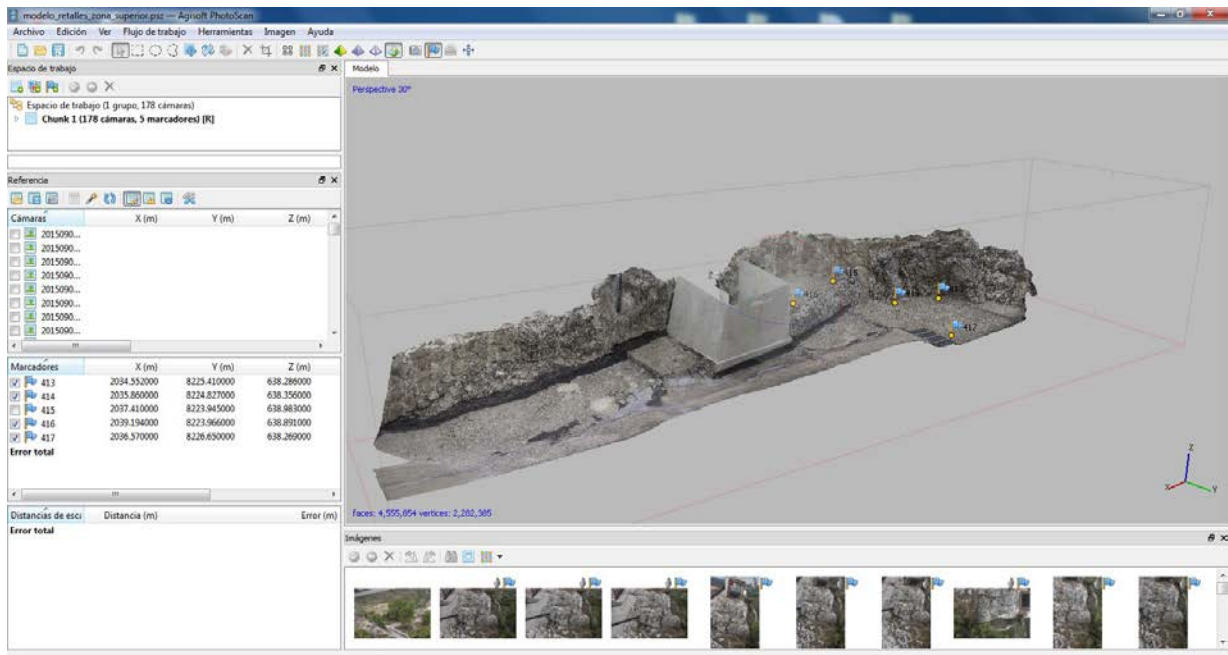 modelo_retalles_zona_superior.psz — Agisoft PhotoScan
Archivo Edición Ver Flujo de trabajo Herramientas Imagen Ayuda
Espacio de trabajo
Espacio de trabajo (1 grupo, 178 cámaras)
Chunk 1 (178 cámaras, 5 marcadores) [R]
Referencia
Cámaras X (m) Y (m) Z (m)
2015090...
2015090...
2015090...
2015090...
2015090...
2015090...
2015090...
2015090...
Marcadores X (m) Y (m) Z (m)
413 2034.552000 8225.410000 638.286000
414 2035.860000 8224.827000 638.356000
415 2037.410000 8223.945000 638.983000
416 2039.194000 8223.966000 638.891000
417 2036.570000 8226.650000 638.269000
Error total
Distancias de esca Distancia (m) Error (m)
Error total
Modelo
Perspective 30°
417
Z
X
Y
faces: 4,555,654 vertices: 2,282,385
Imágenes